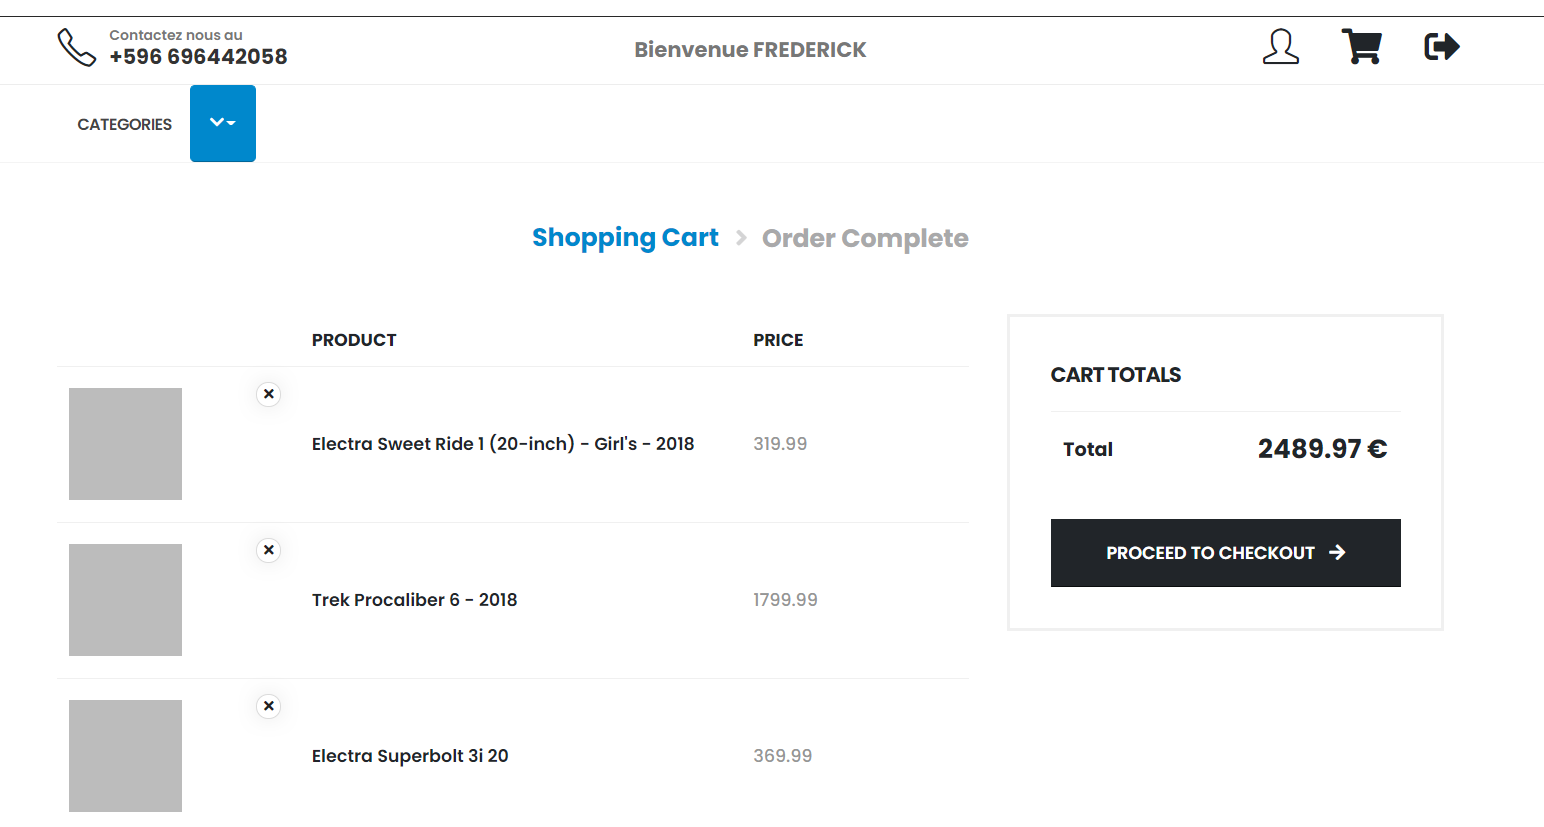 Contactez nous au
+596 696442058
Bienvenue FREDERICK
CATEGORIES
Shopping Cart
Order Complete
PRODUCT
PRICE
Electra Sweet Ride 1 (20-inch) - Girl's - 2018
319.99
Trek Procaliber 6 - 2018
1799.99
Electra Superbolt 3i 20
369.99
CART TOTALS
Total
2489.97 €
PROCEED TO CHECKOUT